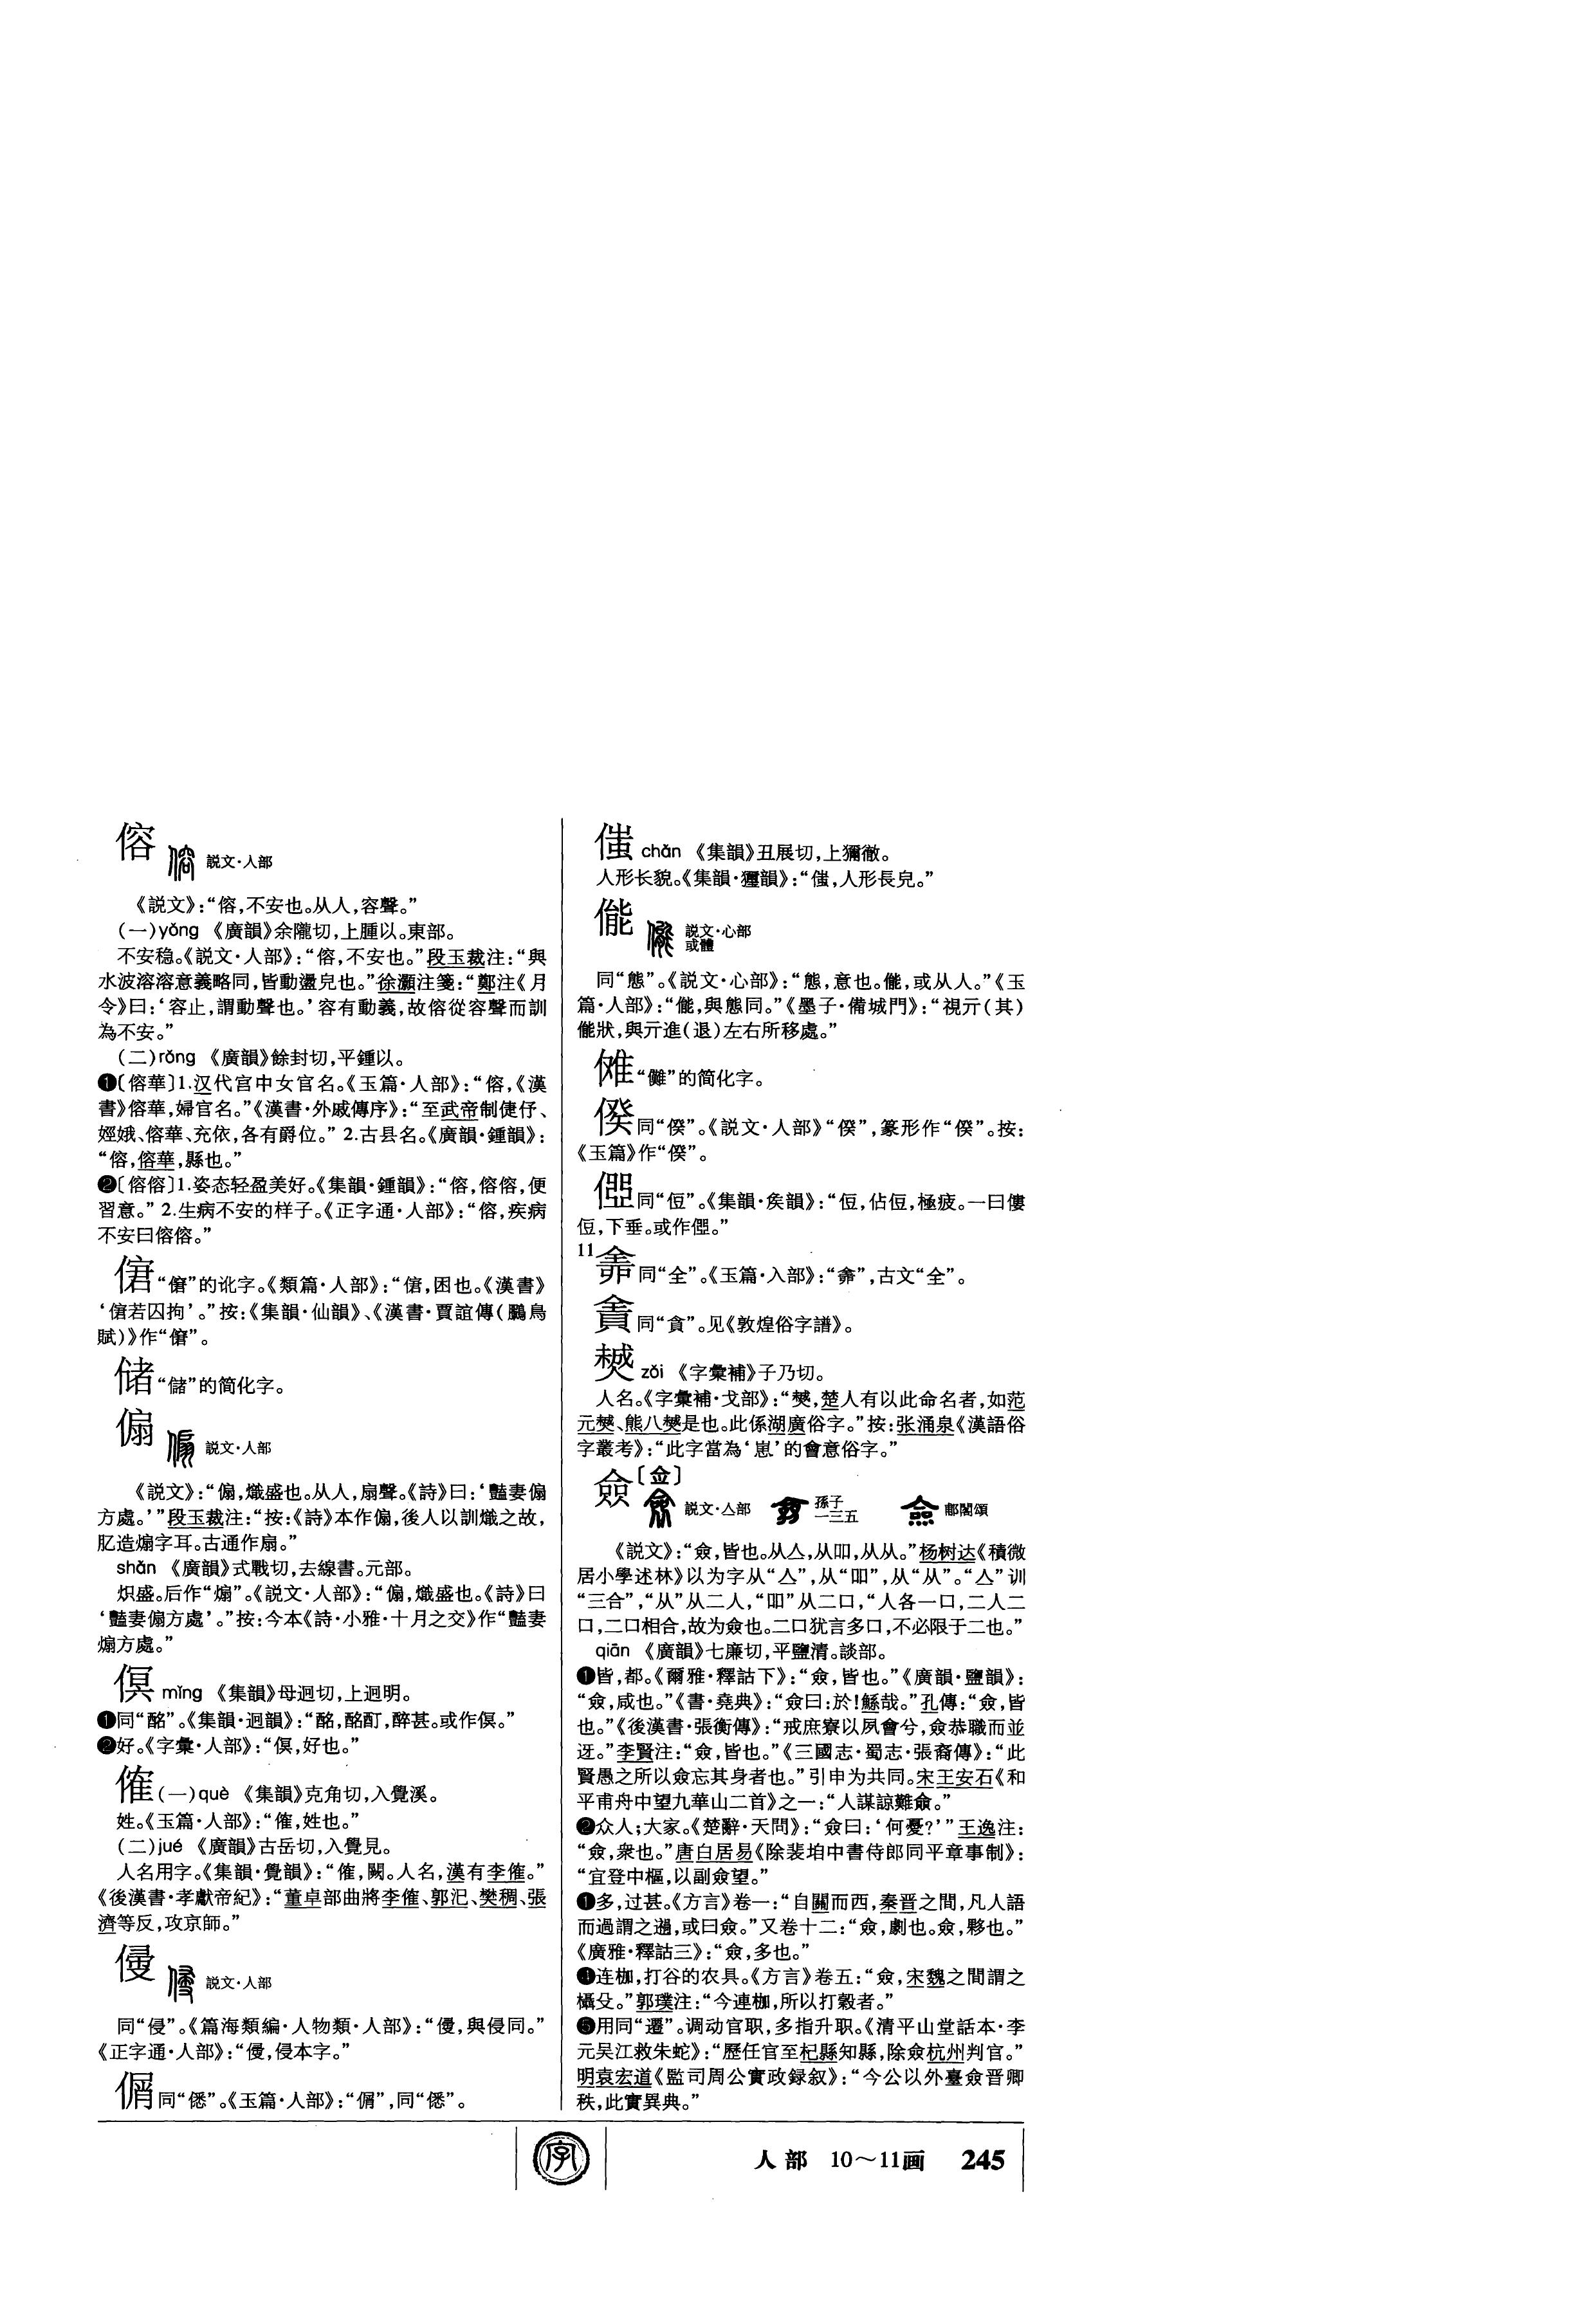 傛 説文·人部
《説文》：“傛，不安也。从人，容聲。”
（一）yǒng 《廣韻》余隴切，上腫以。東部。
不安稳。《説文·人部》：“傛，不安也。”段玉裁注：“與
水波溶溶意義略同，皆動盪皃也。”徐灝注箋：“鄭注《月
令》曰：‘容止，謂動聲也。’容有動義，故傛從容聲而訓
為不安。”
（二）rǒng 《廣韻》餘封切，平鍾以。
❶〔傛華〕1.汉代宫中女官名。《玉篇·人部》：“傛，《漢
書》傛華，婦官名。”《漢書·外戚傳序》：“至武帝制倢伃、
娙娥、傛華、充依，各有爵位。” 2.古县名。《廣韻·鍾韻》：
“傛，傛華，縣也。”
❷〔傛傛〕1.姿态轻盈美好。《集韻·鍾韻》：“傛，傛傛，便
習意。” 2.生病不安的样子。《正字通·人部》：“傛，疾病
不安曰傛傛。”
“僒”的讹字。《類篇·人部》：“，困也。《漢書》
‘若囚拘’。”按：《集韻·仙韻》、《漢書·賈誼傳（鵩鳥
賦）》作“僒”。
储“儲”的简化字。
傓 説文·人部
《説文》：“傓，熾盛也。从人，扇聲。《詩》曰：‘豔妻傓
方處。’”段玉裁注：“按：《詩》本作傓，後人以訓熾之故，
肊造煽字耳。古通作扇。”
shān 《廣韻》式戰切，去線書。元部。
炽盛。后作“煽”。《説文·人部》：“傓，熾盛也。《詩》曰
‘豔妻傓方處’。”按：今本《詩·小雅·十月之交》作“豔妻
煽方處。”
㑉 mǐng 《集韻》母迥切，上迥明。
❶同“酩”。《集韻·迥韻》：“酩，酩酊，醉甚。或作。”
❷好。《字彙·人部》：“，好也。”
傕（一）què 《集韻》克角切，入覺溪。
姓。《玉篇·人部》：“傕，姓也。”
（二）jué 《廣韻》古岳切，入覺見。
人名用字。《集韻·覺韻》：“傕，闕。人名，漢有李傕。”
《後漢書·孝獻帝紀》：“董卓部曲將李傕、郭汜、樊稠、張
濟等反，攻京師。”
㑴 説文·人部
同“侵”。《篇海類編·人物類·人部》：“，與侵同。”
《正字通·人部》：“，侵本字。”
同“僁”。《玉篇·人部》：“”，同“僁”。
chǎn 《集韻》丑展切，上獮徹。
人形长貌。《集韻·獮韻》：“，人形長皃。”
㑷 説文·心部
或體
同“態”。《説文·心部》：“態，意也。㑷，或从人。”《玉
篇·人部》：“㑷，與態同。”《墨子·備城門》：“視亓（其）
㑷狀，與亓進（退）左右所移處。”
傩“儺”的简化字。
同“”。《説文·人部》“”，篆形作“”。按：
《玉篇》作“”。
同“㑽”。《集韻·矦韻》：“，佔，極疲。一曰僂
，下垂。或作。”
11
同“全”。《玉篇·入部》：“”，古文“全”。
同“貪”。见《敦煌俗字譜》。
zǎi 《字彙補》子乃切。
人名。《字彙補·戈部》：“，楚人有以此命名者，如范
元、熊八是也。此係湖廣俗字。”按：张涌泉《漢語俗
字叢考》：“此字當為‘崽’的會意俗字。”
僉〔佥〕 説文·亼部 孫子
一三五 郙閣頌
《説文》：“僉，皆也。从亼，从吅，从从。”杨树达《積微
居小學述林》以为字从“亼”，从“吅”，从“从”。“亼”训
“三合”，“从”从二人，“吅”从二口，“人各一口，二人二
口，二口相合，故为僉也。二口犹言多口，不必限于二也。”
qiān 《廣韻》七廉切，平鹽清。談部。
❶皆，都。《爾雅·釋詁下》：“僉，皆也。”《廣韻·鹽韻》：
“僉，咸也。”《書·堯典》：“僉曰：於！鯀哉。”孔傳：“僉，皆
也。”《後漢書·張衡傳》：“戒庶寮以夙會兮，僉恭職而並
迓。”李賢注：“僉，皆也。”《三國志·蜀志·張裔傳》：“此
賢愚之所以僉忘其身者也。”引申为共同。宋王安石《和
平甫舟中望九華山二首》之一：“人謀諒難僉。”
❷众人；大家。《楚辭·天問》：“僉曰：‘何憂？’”王逸注：
“僉，衆也。”唐白居易《除裴垍中書侍郎同平章事制》：
“宜登中樞，以副僉望。”
❶多，过甚。《方言》卷一：“自關而西，秦晉之間，凡人語
而過謂之䢳，或曰僉。”又卷十二：“僉，劇也。僉，夥也。”
《廣雅·釋詁三》：“僉，多也。”
❹连枷，打谷的农具。《方言》卷五：“僉，宋魏之間謂之
欇殳。”郭璞注：“今連枷，所以打穀者。”
❺用同“遷”。调动官职，多指升职。《清平山堂話本·李
元吴江救朱蛇》：“歷任官至杞縣知縣，除僉杭州判官。”
明袁宏道《監司周公實政録叙》：“今公以外臺僉晋卿
秩，此實異典。”
字
人部 10～11画 245